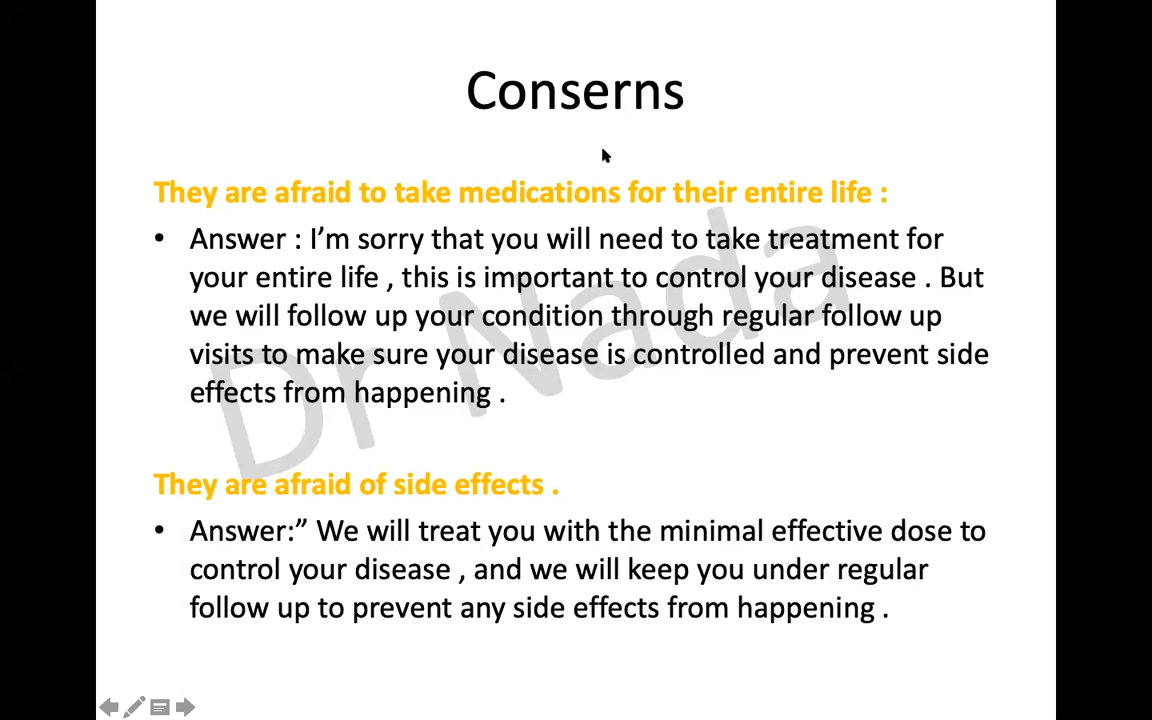 Conserns
They are afraid to take medications for their entire life :
• Answer : I’m sorry that you will need to take treatment for
your entire life , this is important to control your disease . But
we will follow up your condition through regular follow up
visits to make sure your disease is controlled and prevent side
effects from happening .
Dr Nada
They are afraid of side effects .
• Answer:” We will treat you with the minimal effective dose to
control your disease , and we will keep you under regular
follow up to prevent any side effects from happening .